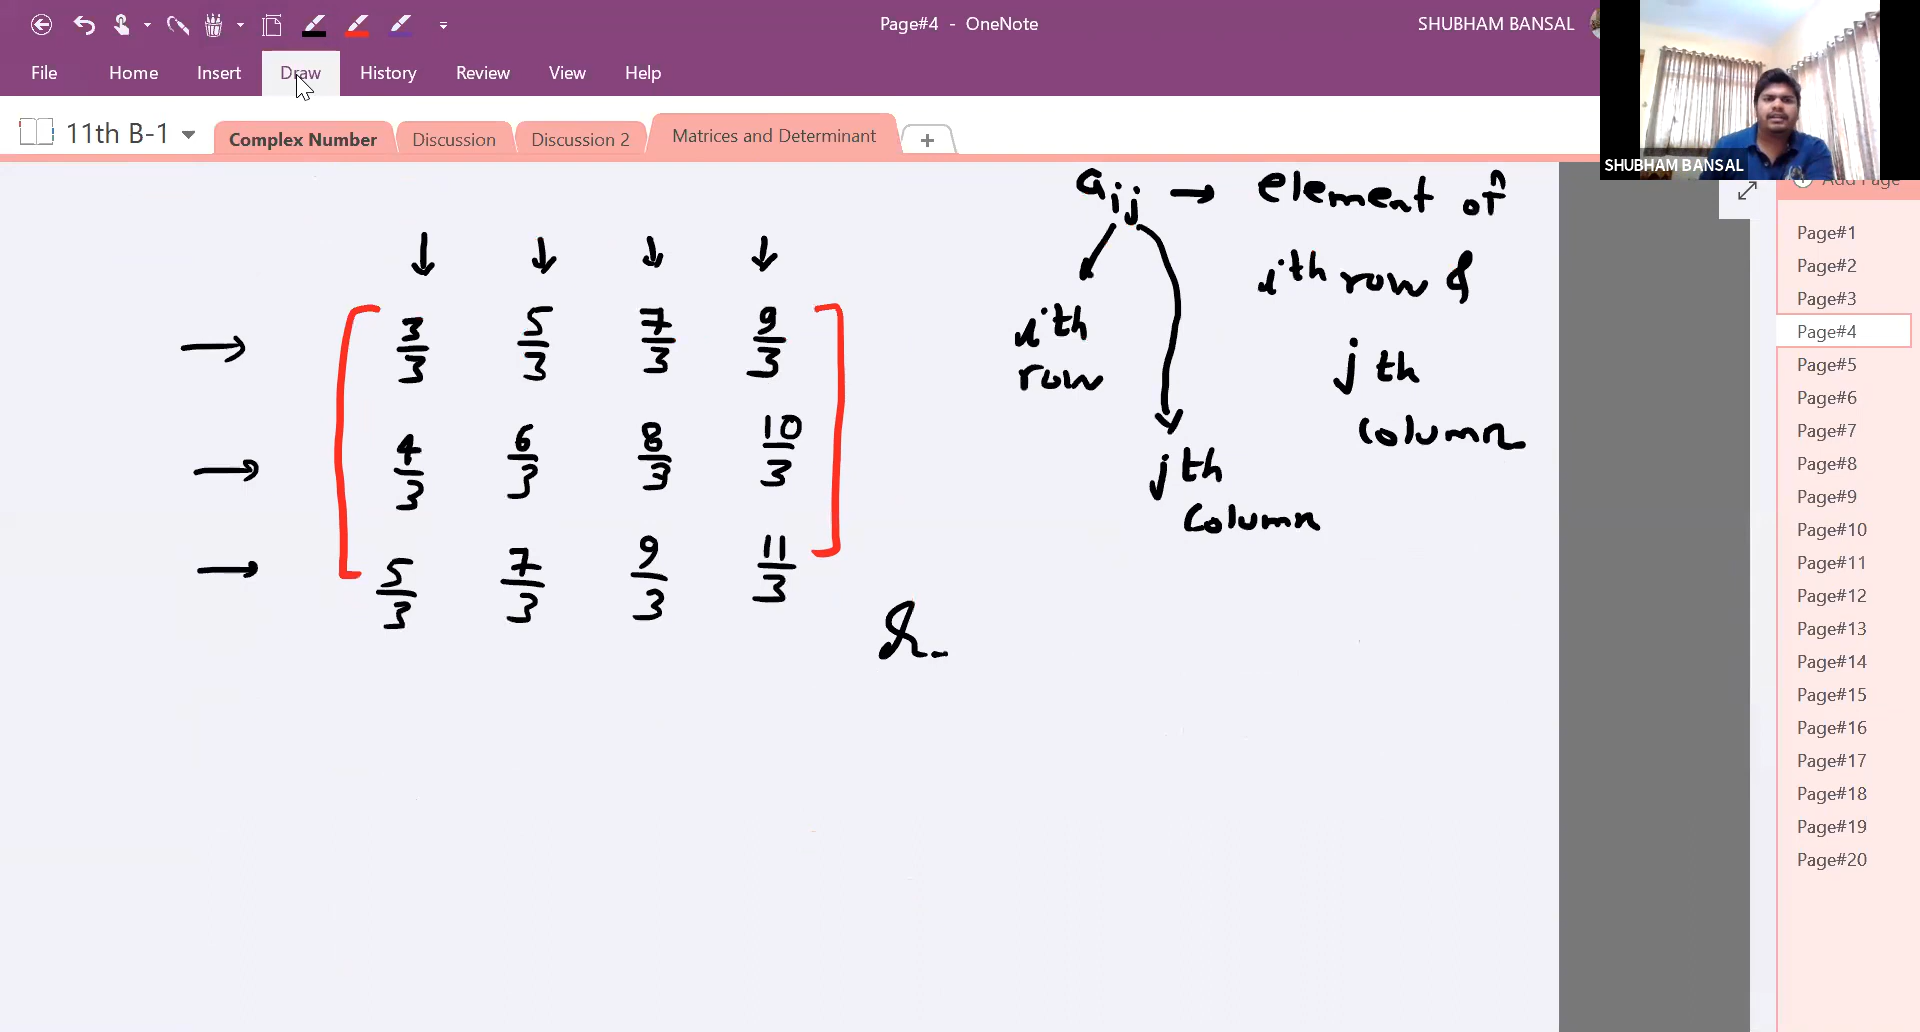 Page#4 - OneNote
SHUBHAM BANSAL
File Home Insert Draw History Review View Help
11th B-1
Complex Number
Discussion
Discussion 2
Matrices and Determinant
+
SHUBHAM BANSAL
Add Page
Page#1
Page#2
Page#3
Page#4
Page#5
Page#6
Page#7
Page#8
Page#9
Page#10
Page#11
Page#12
Page#13
Page#14
Page#15
Page#16
Page#17
Page#18
Page#19
Page#20
↓ ↓ ↓ ↓
→ 3/3 5/3 7/3 9/3
→ 4/3 6/3 8/3 10/3
→ 5/3 7/3 9/3 11/3
aij → element of
ith row &
jth
column
ith
row
jth
column